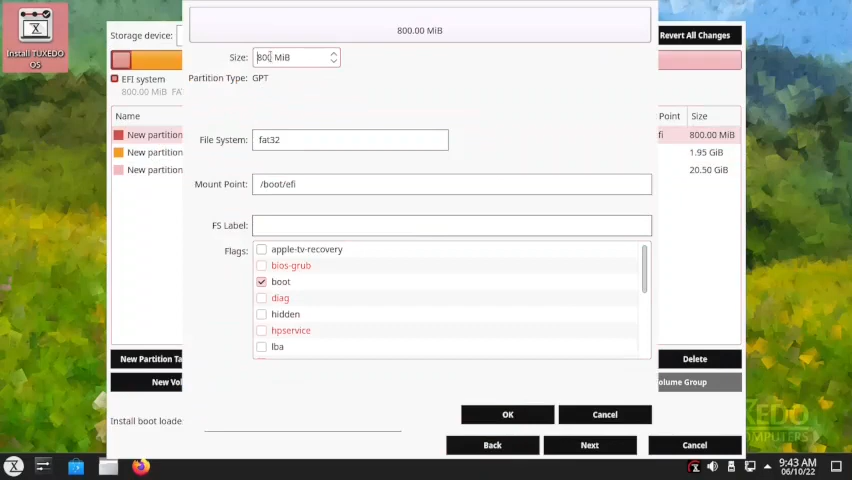 Install TUXEDO
OS
Storage device:
Revert All Changes
800.00 MiB
Size: 800 MiB
Partition Type: GPT
EFI system
800.00 MiB FA
Name
Point
Size
New partition
fi
800.00 MiB
New partition
1.95 GiB
New partition
20.50 GiB
File System: fat32
Mount Point: /boot/efi
FS Label:
Flags:
apple-tv-recovery
bios-grub
boot
diag
hidden
hpservice
lba
New Partition Ta
Delete
New Vol
olume Group
Install boot loade
OK
Cancel
Back
Next
Cancel
XEDO
OMPUTERS
9:43 AM
06/10/22